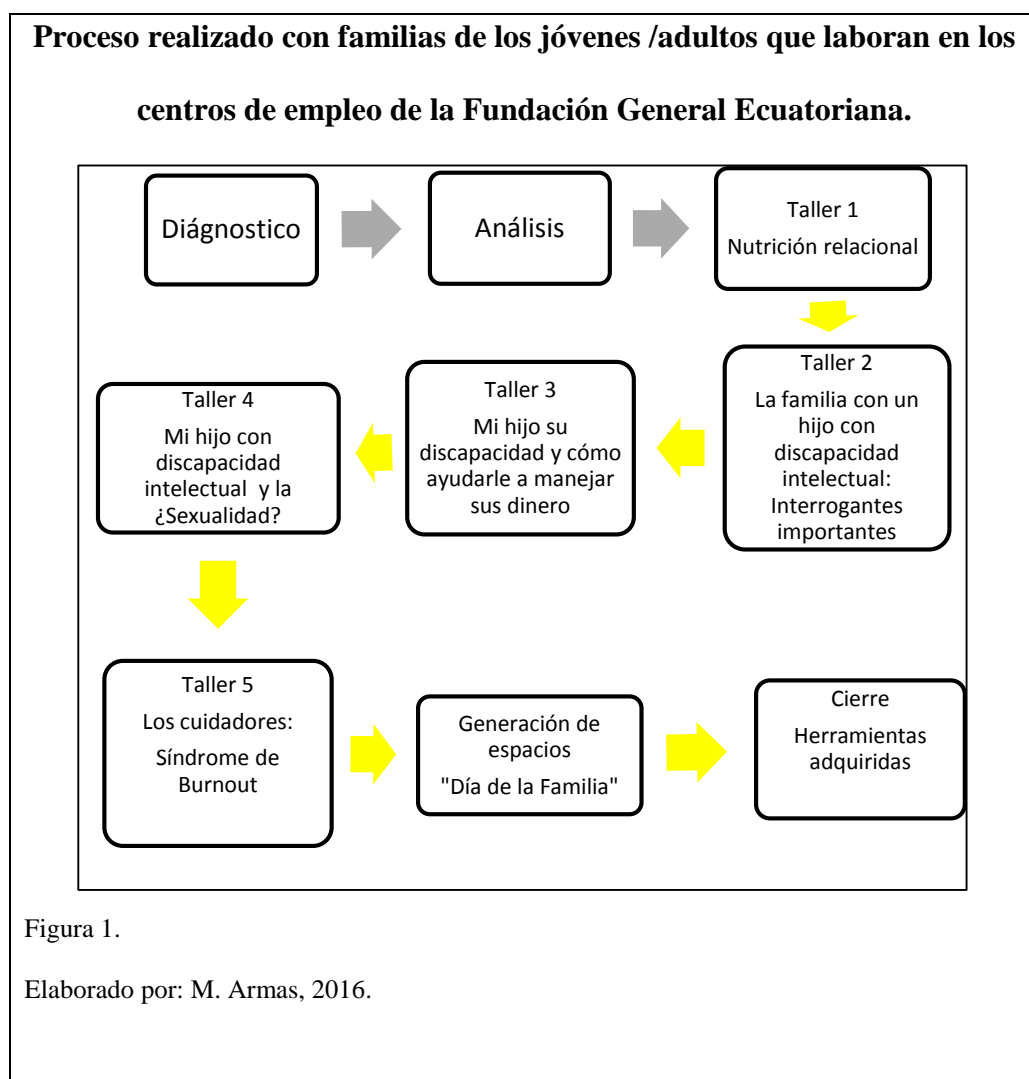 Proceso realizado con familias de los jóvenes /adultos que laboran en los
centros de empleo de la Fundación General Ecuatoriana.
Diágnostico
Análisis
Taller 1
Nutrición relacional
Taller 2
La familia con un
hijo con
discapacidad
intelectual:
Interrogantes
importantes
Taller 3
Mi hijo su
discapacidad y cómo
ayudarle a manejar
sus dinero
Taller 4
Mi hijo con
discapacidad
intelectual y la
¿Sexualidad?
Taller 5
Los cuidadores:
Síndrome de
Burnout
Generación de
espacios
"Día de la Familia"
Cierre
Herramientas
adquiridas
Figura 1.
Elaborado por: M. Armas, 2016.